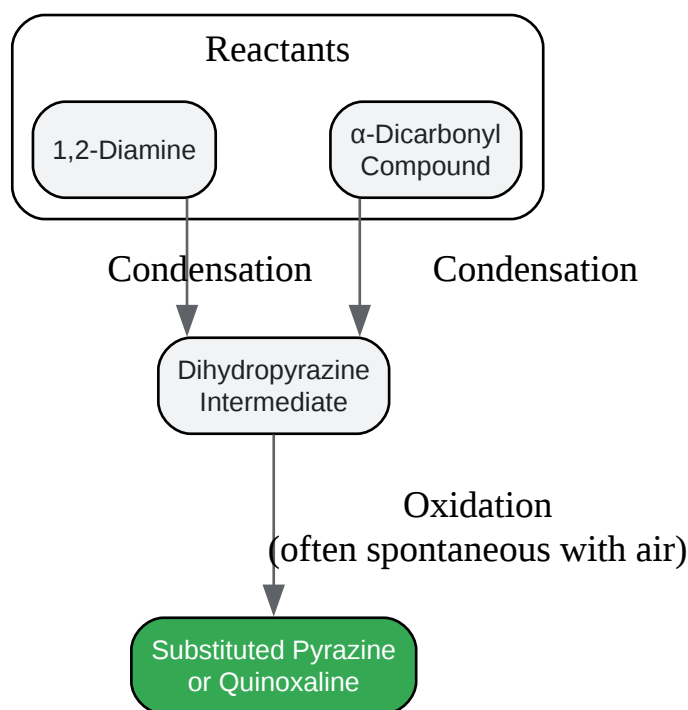 Reactants
1,2-Diamine
α-Dicarbonyl
Compound
Condensation
Condensation
Dihydropyrazine
Intermediate
Oxidation
(often spontaneous with air)
Substituted Pyrazine
or Quinoxaline